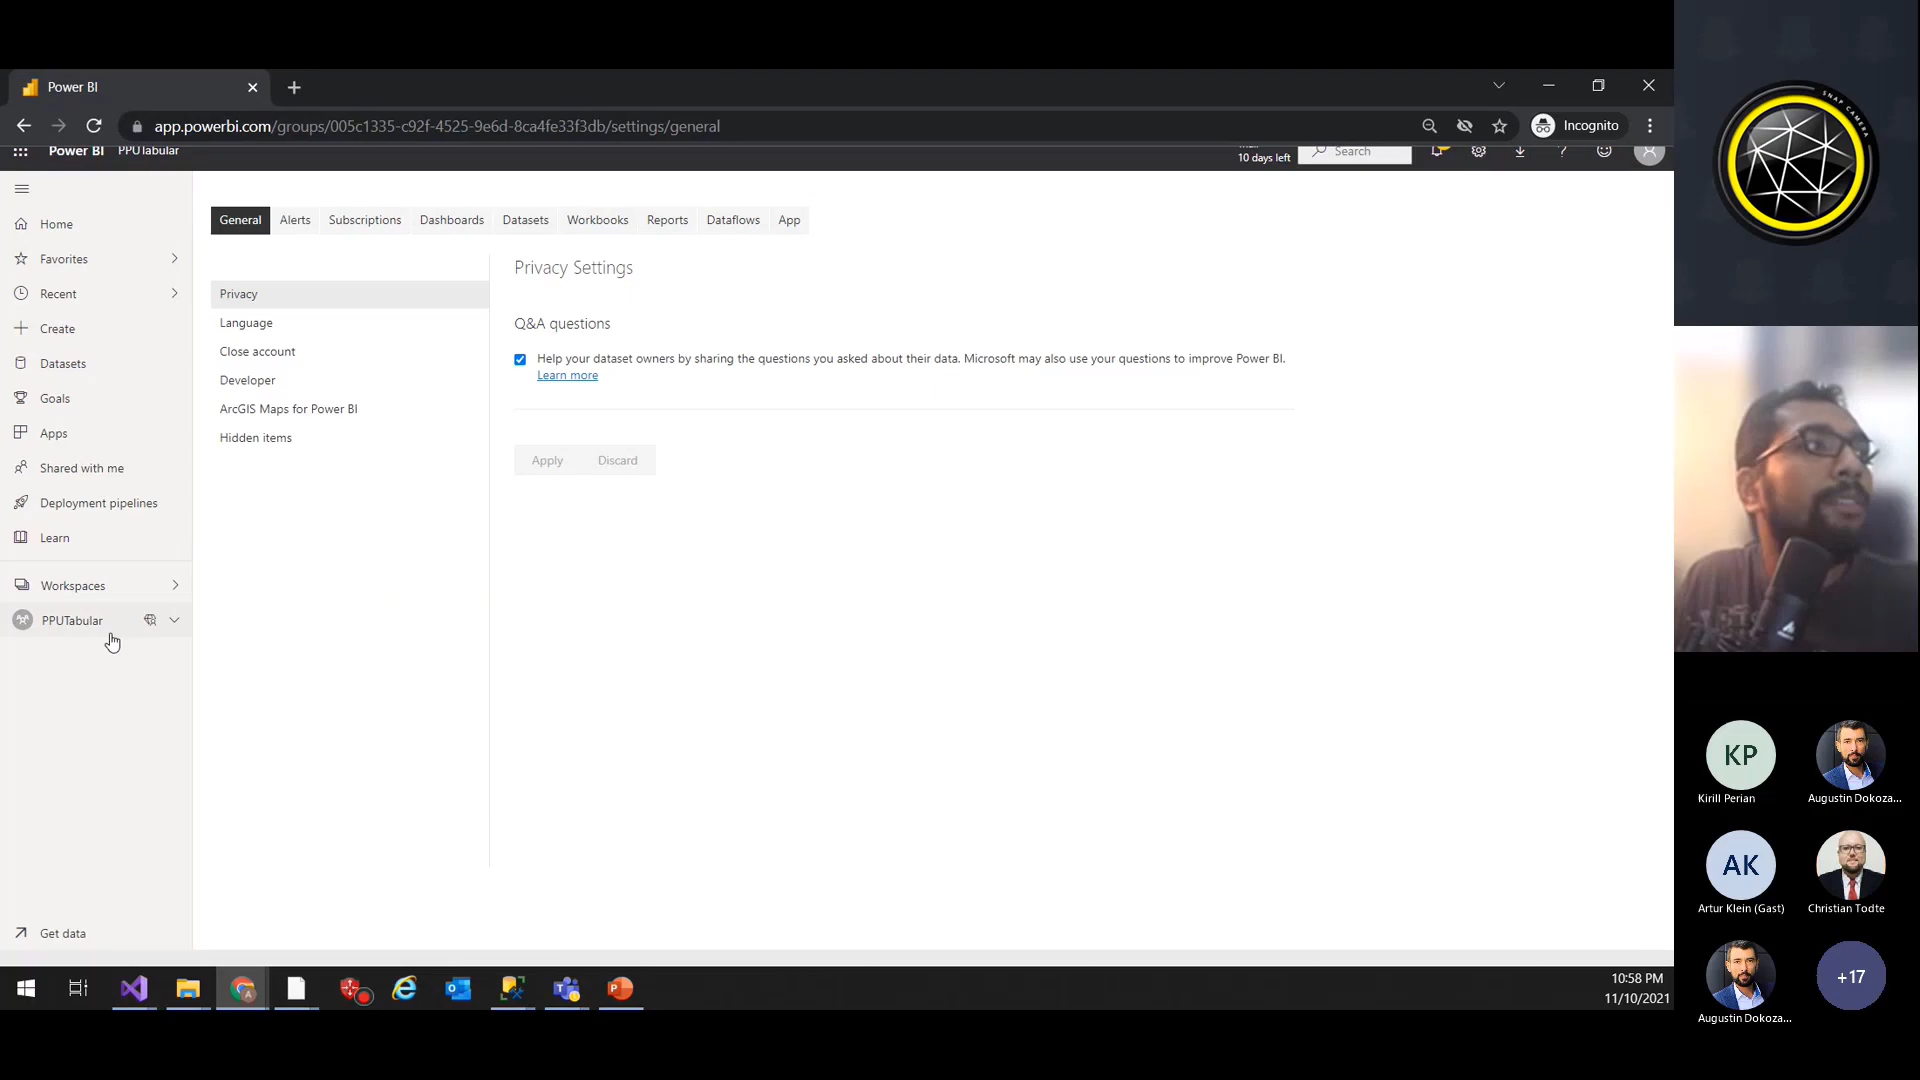 Power BI
app.powerbi.com/groups/005c1335-c92f-4525-9e6d-8ca4fe33f3db/settings/general
Incognito
Power BI PPUTabular
10 days left
Search
Home
Favorites
Recent
Create
Datasets
Goals
Apps
Shared with me
Deployment pipelines
Learn
Workspaces
PPUTabular
Get data
General Alerts Subscriptions Dashboards Datasets Workbooks Reports Dataflows App
Privacy
Language
Close account
Developer
ArcGIS Maps for Power BI
Hidden items
Privacy Settings
Q&A questions
Help your dataset owners by sharing the questions you asked about their data. Microsoft may also use your questions to improve Power BI.
Learn more
Apply Discard
10:58 PM
11/10/2021
SNAP CAMERA
KP
Kirill Perian
Augustin Dokoza...
AK
Artur Klein (Gast)
Christian Todte
Augustin Dokoza...
+17